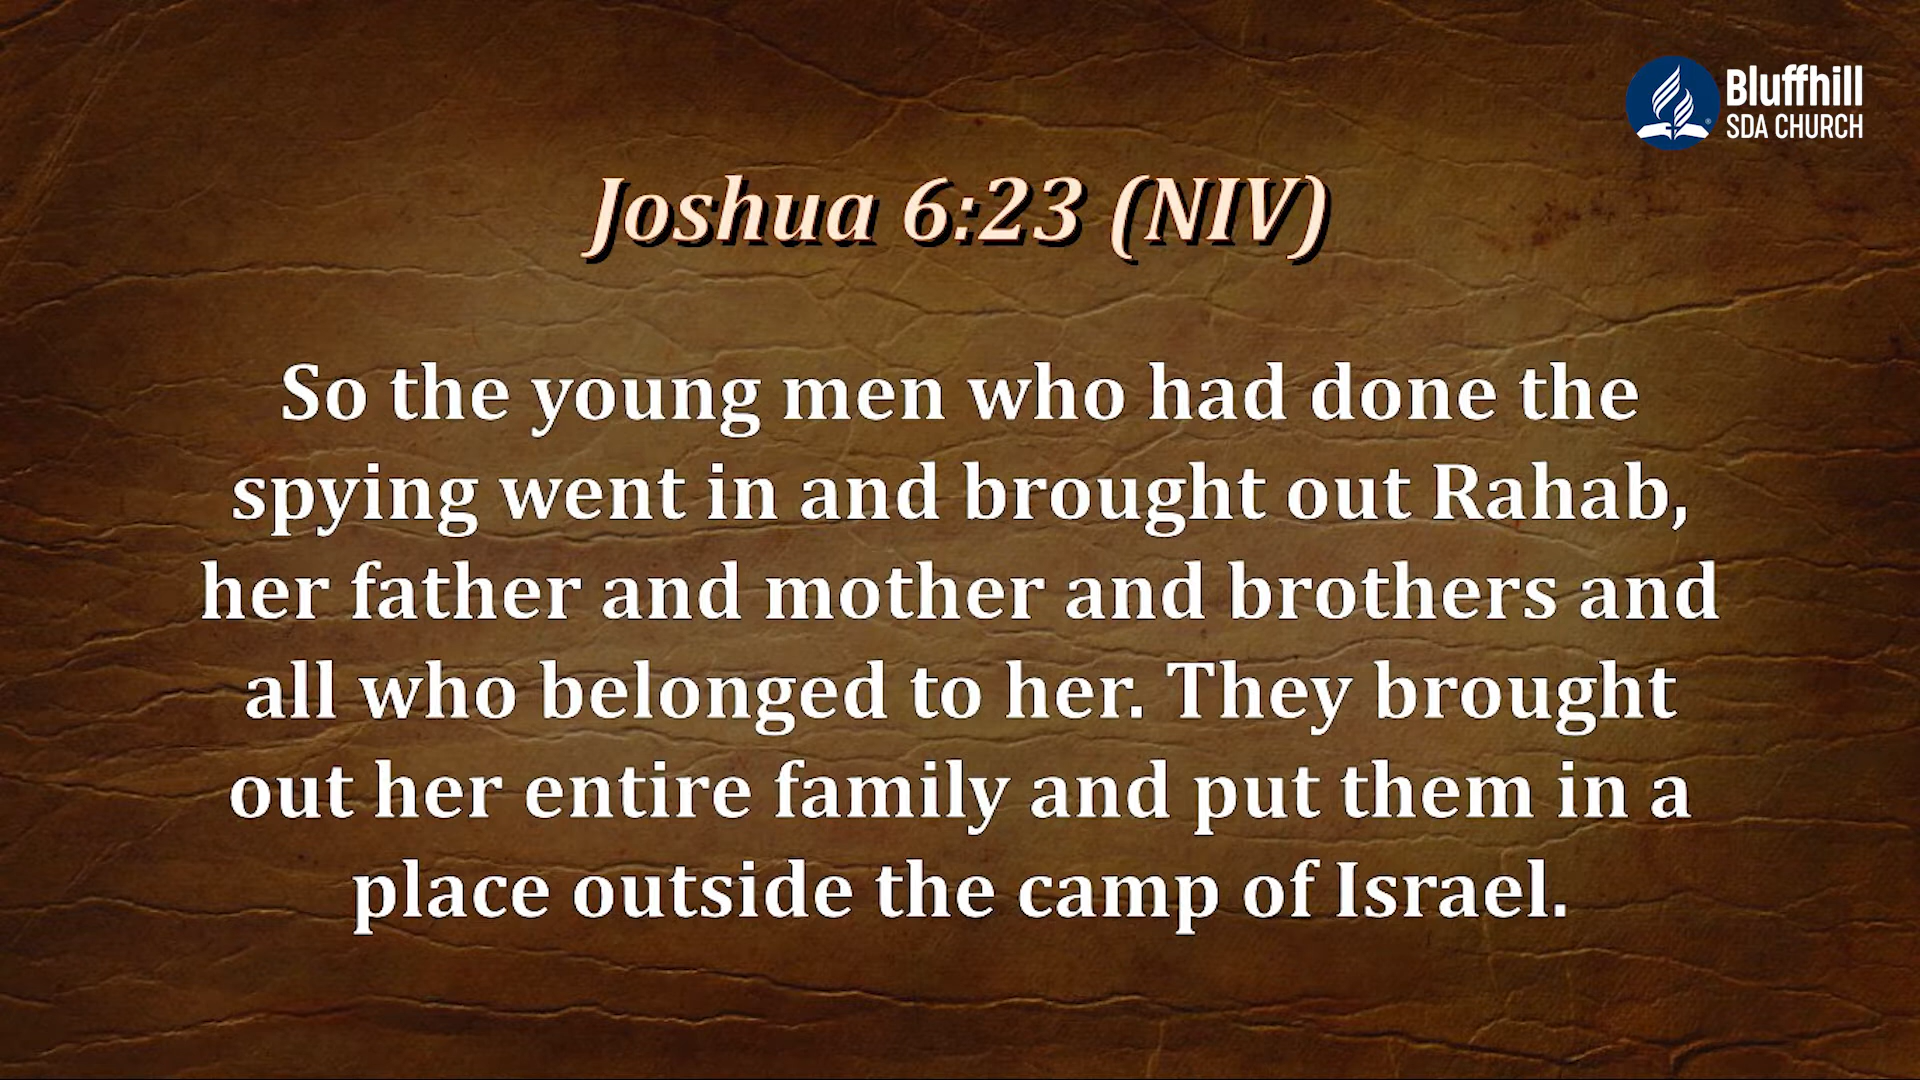 Bluffhill
SDA CHURCH
Joshua 6:23 (NIV)
So the young men who had done the
spying went in and brought out Rahab,
her father and mother and brothers and
all who belonged to her. They brought
out her entire family and put them in a
place outside the camp of Israel.